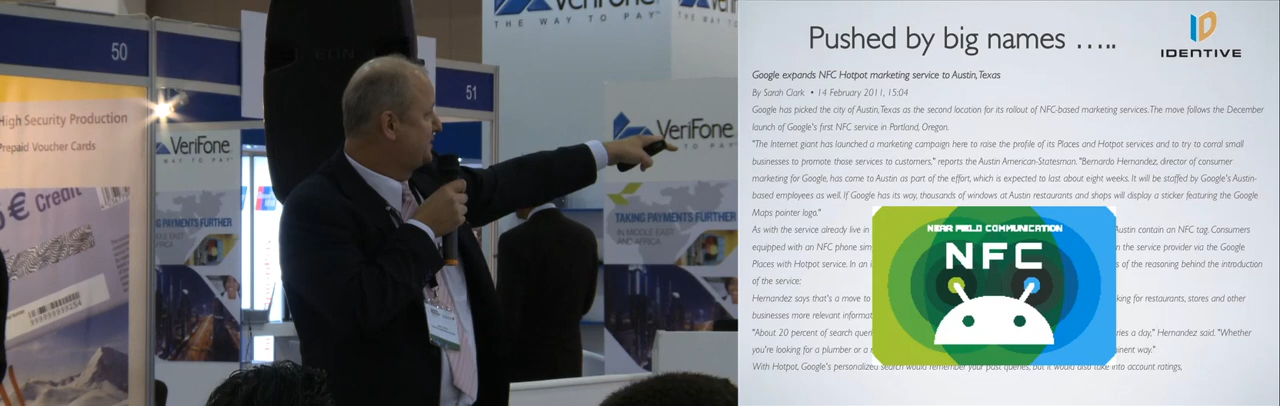 50
High Security Production
Prepaid Voucher Cards
5€ Credit
VeriFone
THE WAY TO PAY
51
VeriFone
THE WAY TO PAY
VeriFone
TAKING PAYMENTS FURTHER
IN MIDDLE EAST
AND AFRICA
TAKING PAYMENTS FURTHER
MIDDLE EAST
AFRICA
Pushed by big names .....
IDENTIVE
Google expands NFC Hotpot marketing service to Austin, Texas
By Sarah Clark • 14 February 2011, 15:04
Google has picked the city of Austin, Texas as the second location for its rollout of NFC-based marketing services. The move follows the December
launch of Google's first NFC service in Portland, Oregon.
"The Internet giant has launched a marketing campaign here to raise the profile of its Places and Hotpot services and to try to corral small
businesses to promote those services to customers," reports the Austin American-Statesman. "Bernardo Hernandez, director of consumer
marketing for Google, has come to Austin as part of the effort, which is expected to last about eight weeks. It will be staffed by Google's Austin-
based employees as well. If Google has its way, thousands of windows at Austin restaurants and shops will display a sticker featuring the Google
Maps pointer logo."
As with the service already live in Austin contain an NFC tag. Consumers
equipped with an NFC phone sim n the service provider via the Google
Places with Hotpot service. In an i s of the reasoning behind the introduction
of the service:
Hernandez says that's a move to king for restaurants, stores and other
businesses more relevant informat
"About 20 percent of search queri ries a day," Hernandez said. "Whether
you're looking for a plumber or a inent way."
With Hotpot, Google's personalized search would remember your past queries, but it would also take into account ratings,
NEAR FIELD COMMUNICATION
NFC